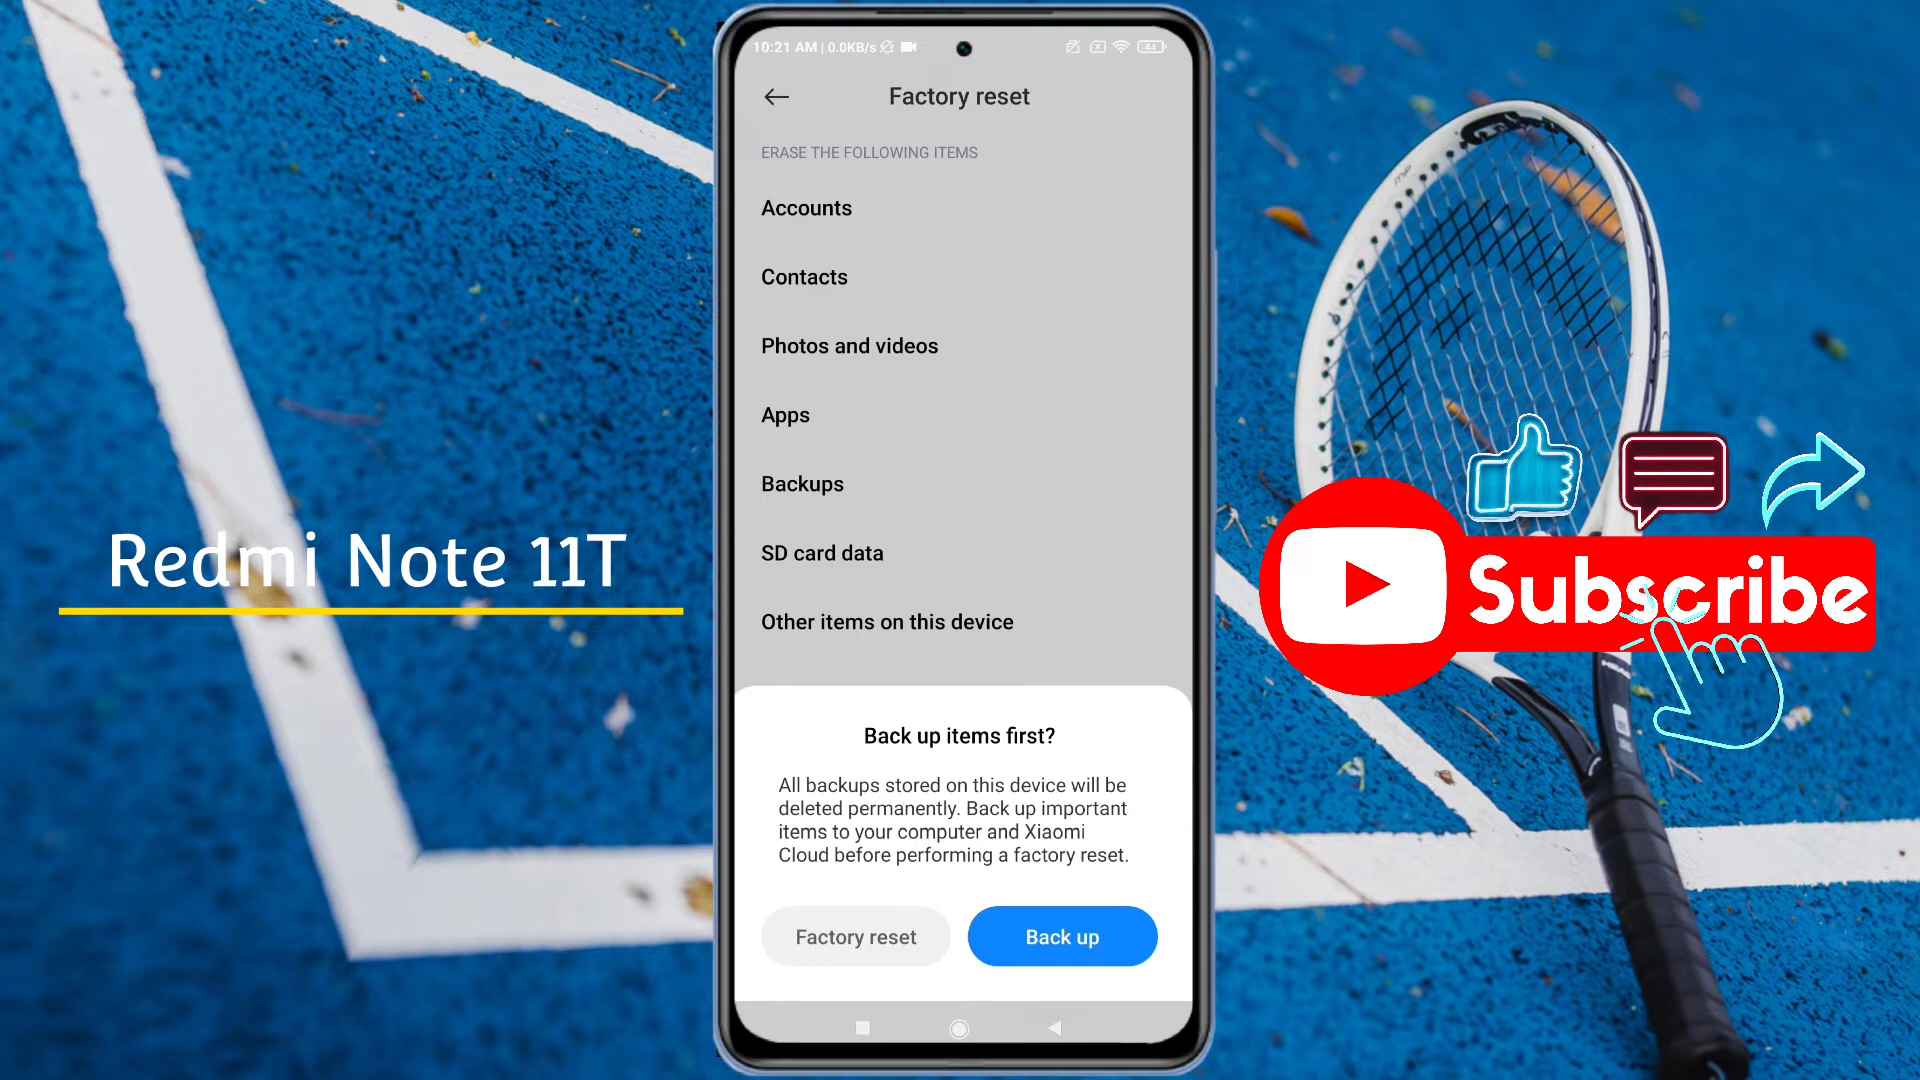 10:21 AM | 0.0KB/s
44
Factory reset
ERASE THE FOLLOWING ITEMS
Accounts
Contacts
Photos and videos
Apps
Backups
SD card data
Other items on this device
Back up items first?
All backups stored on this device will be
deleted permanently. Back up important
items to your computer and Xiaomi
Cloud before performing a factory reset.
Factory reset
Back up
Redmi Note 11T
Subscribe
HEAD